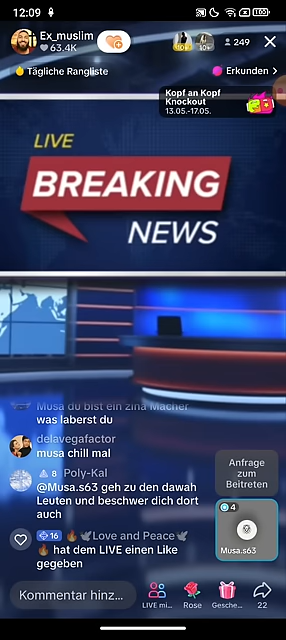 12:09
100
Ex_muslim
63.4K
10+
249
Tägliche Rangliste
Erkunden >
Kopf an Kopf
Knockout
13.05.-17.05.
LIVE
BREAKING
NEWS
Musa du bist ein zina Macher
was laberst du
delavegafactor
musa chill mal
8 Poly-Kal
@Musa.s63 geh zu den dawah
Leuten und beschwer dich dort
auch
16 Love and Peace
hat dem LIVE einen Like
gegeben
Anfrage
zum
Beitreten
4
Musa.s63
Kommentar hinz...
LIVE mi...
Rose
Gesche...
22